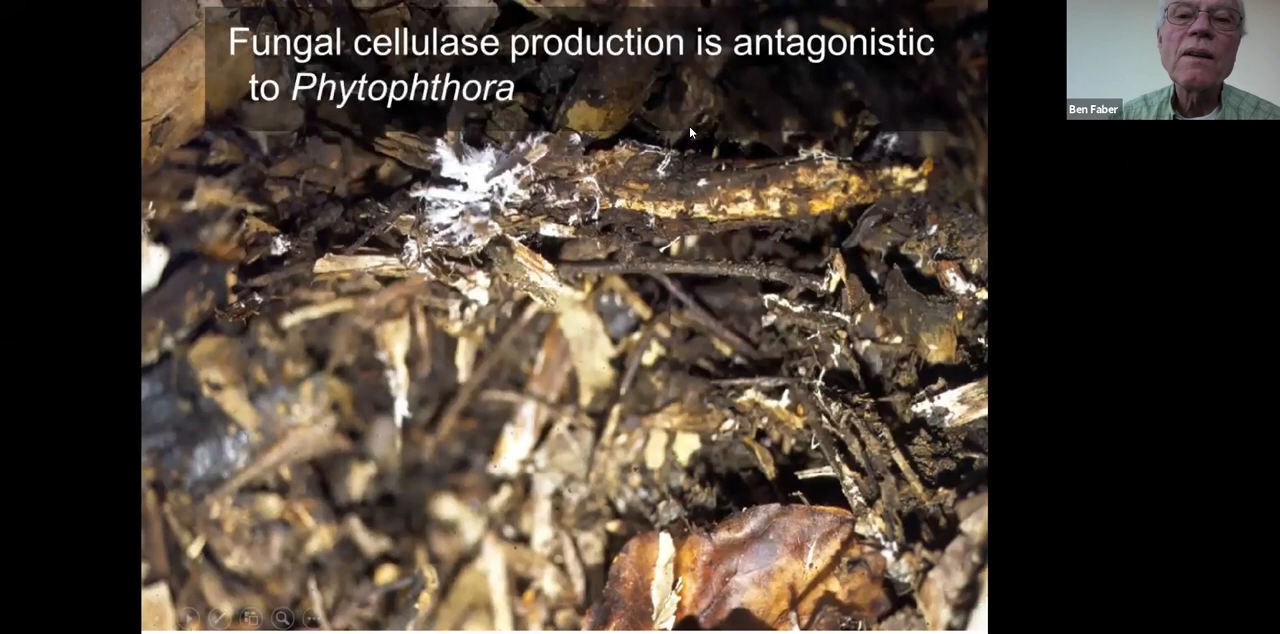 Fungal cellulase production is antagonistic
to Phytophthora
Ben Faber